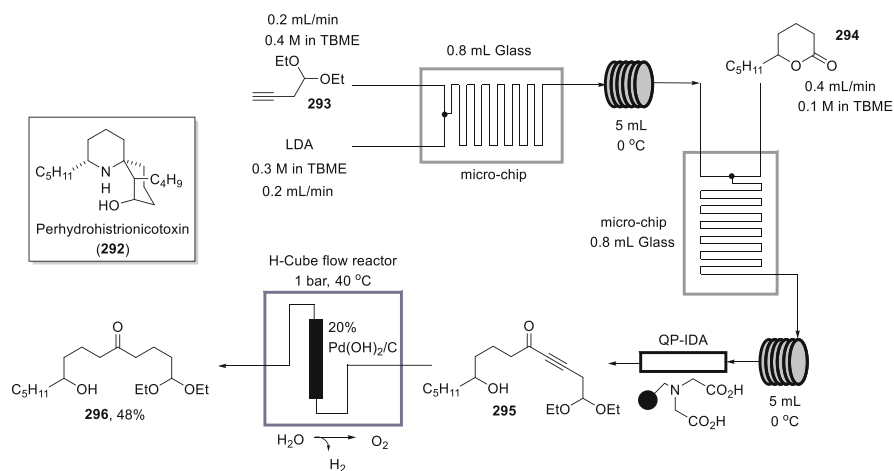 0.2 mL/min
0.4 M in TBME
OEt
OEt
293
LDA
0.3 M in TBME
0.2 mL/min
0.8 mL Glass
micro-chip
5 mL
0 °C
294
C₅H₁₁
O
O
0.4 mL/min
0.1 M in TBME
C₅H₁₁
N
H
C₄H₉
HO
Perhydrohistrionicotoxin
(292)
micro-chip
0.8 mL Glass
H-Cube flow reactor
1 bar, 40 °C
20%
Pd(OH)₂/C
H₂O
O₂
H₂
O
C₅H₁₁
OH
EtO
OEt
296, 48%
O
C₅H₁₁
OH
295
EtO
OEt
QP-IDA
N
CO₂H
CO₂H
5 mL
0 °C